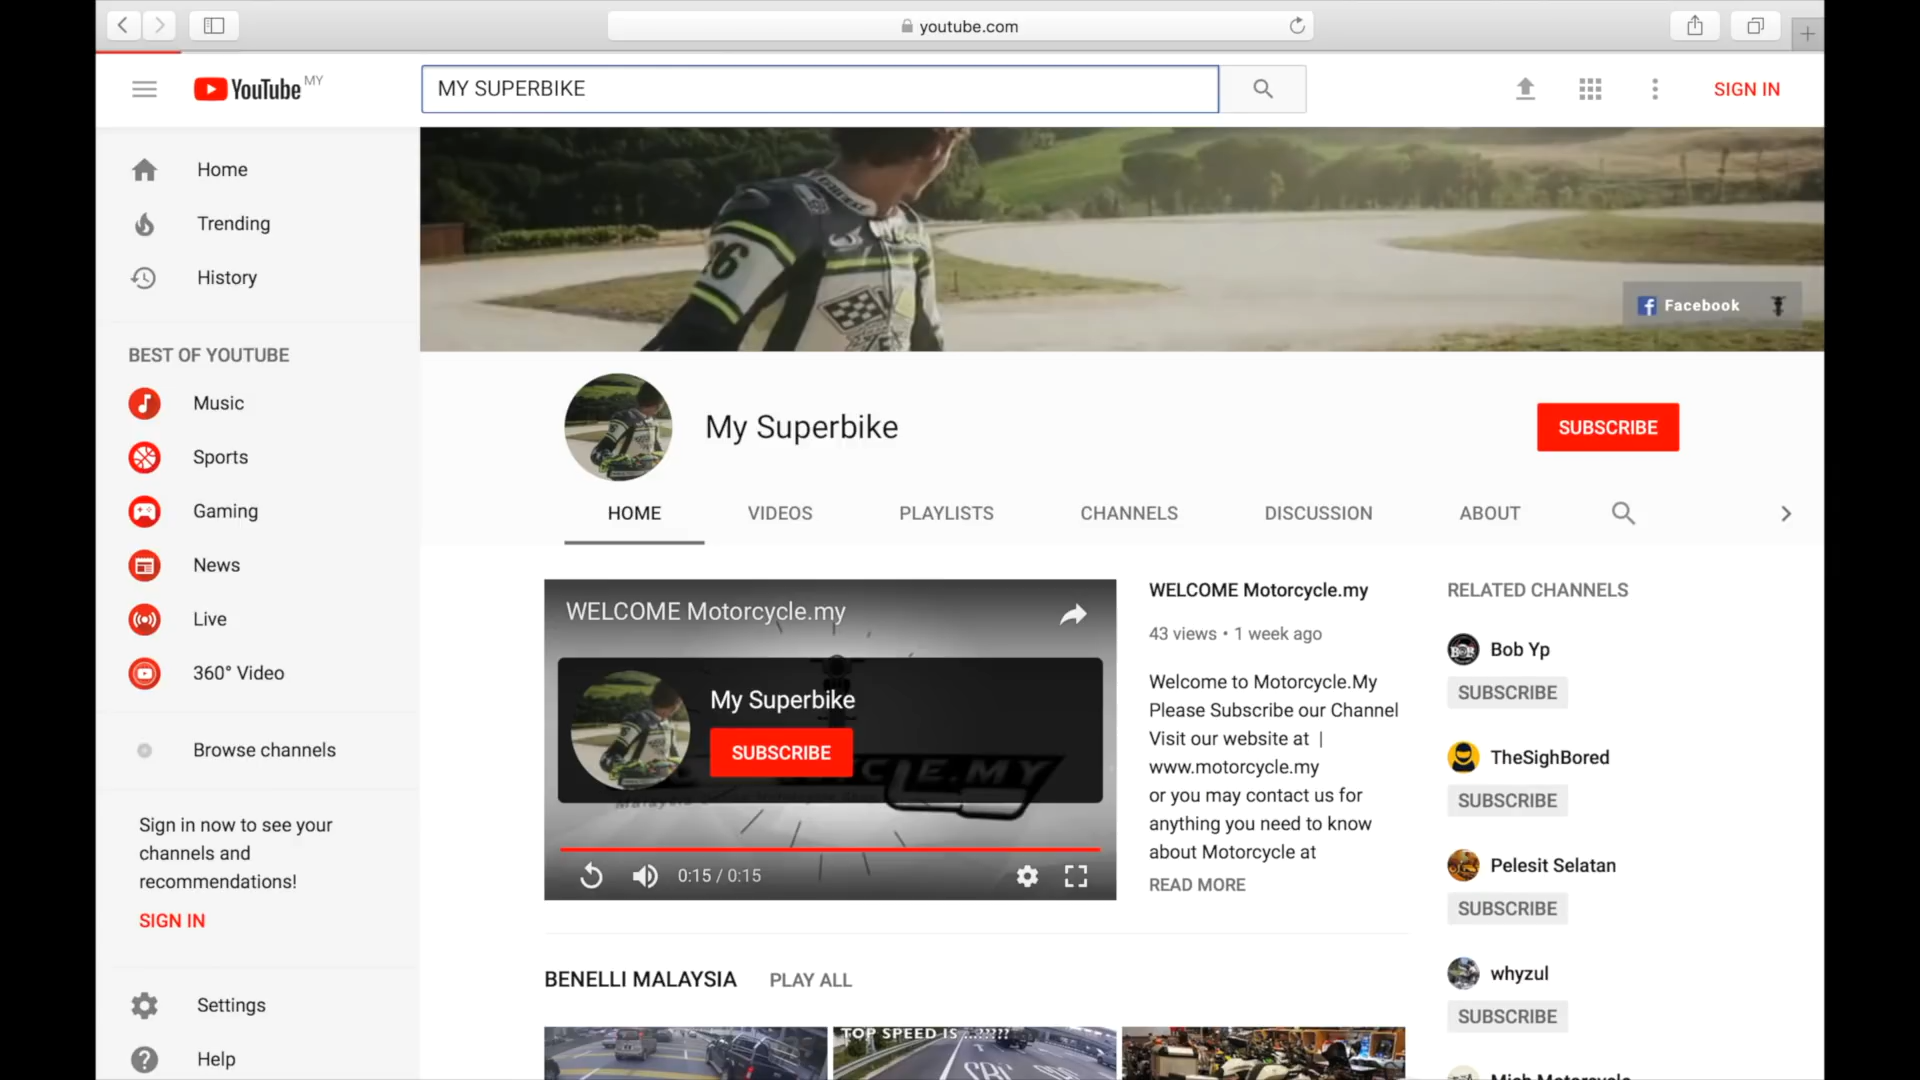 youtube.com
YouTube MY
MY SUPERBIKE
SIGN IN
Home
Trending
History
BEST OF YOUTUBE
Music
Sports
Gaming
News
Live
360° Video
Browse channels
Sign in now to see your
channels and
recommendations!
SIGN IN
Settings
Help
Facebook
My Superbike
SUBSCRIBE
HOME
VIDEOS
PLAYLISTS
CHANNELS
DISCUSSION
ABOUT
WELCOME Motorcycle.my
My Superbike
SUBSCRIBE
0:15 / 0:15
WELCOME Motorcycle.my
43 views • 1 week ago
Welcome to Motorcycle.My
Please Subscribe our Channel
Visit our website at |
www.motorcycle.my
or you may contact us for
anything you need to know
about Motorcycle at
READ MORE
RELATED CHANNELS
Bob Yp
SUBSCRIBE
TheSighBored
SUBSCRIBE
Pelesit Selatan
SUBSCRIBE
whyzul
SUBSCRIBE
BENELLI MALAYSIA
PLAY ALL
TOP SPEED IS ...?????